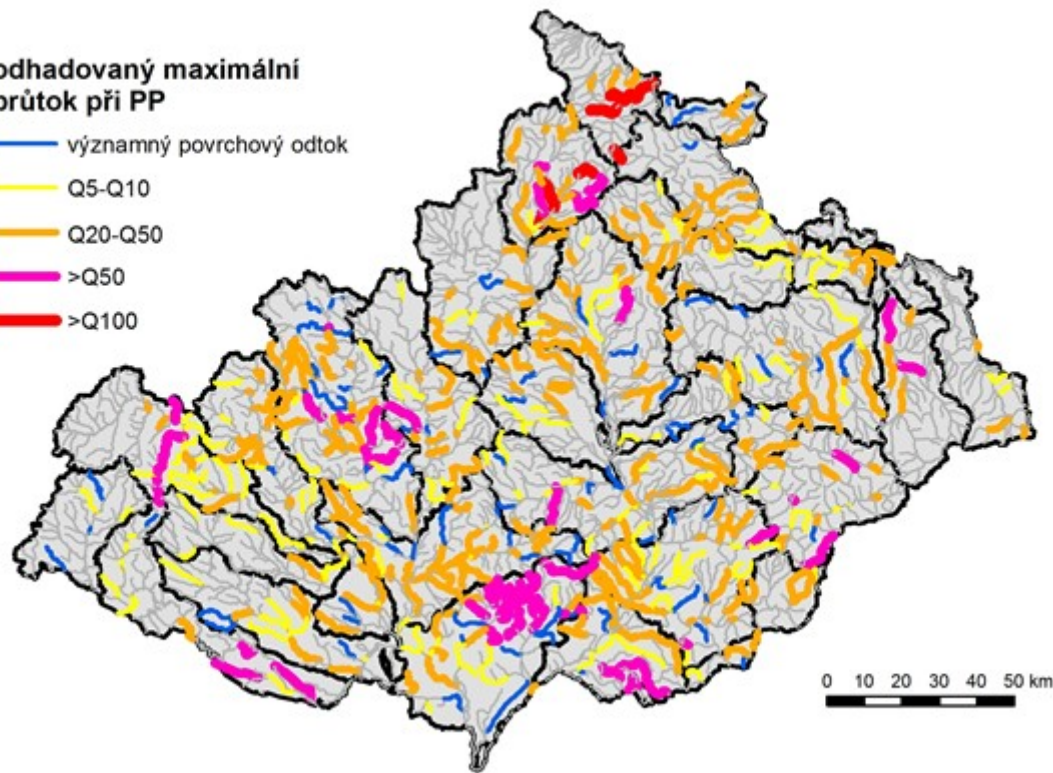 odhadovaný maximální
průtok při PP
významný povrchový odtok
Q5-Q10
Q20-Q50
>Q50
>Q100
0 10 20 30 40 50 km